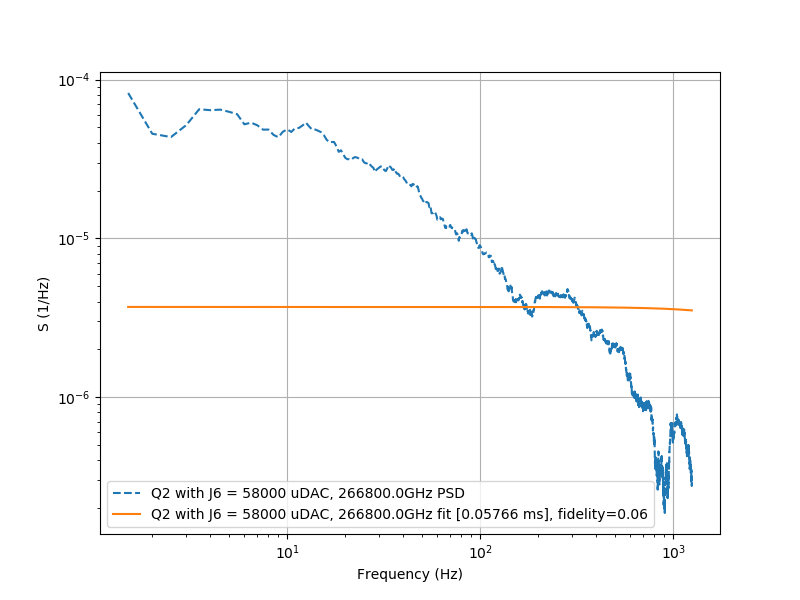 10⁻⁴
10⁻⁵
10⁻⁶
S (1/Hz)
Q2 with J6 = 58000 uDAC, 266800.0GHz PSD
Q2 with J6 = 58000 uDAC, 266800.0GHz fit [0.05766 ms], fidelity=0.06
10¹ 10² 10³
Frequency (Hz)